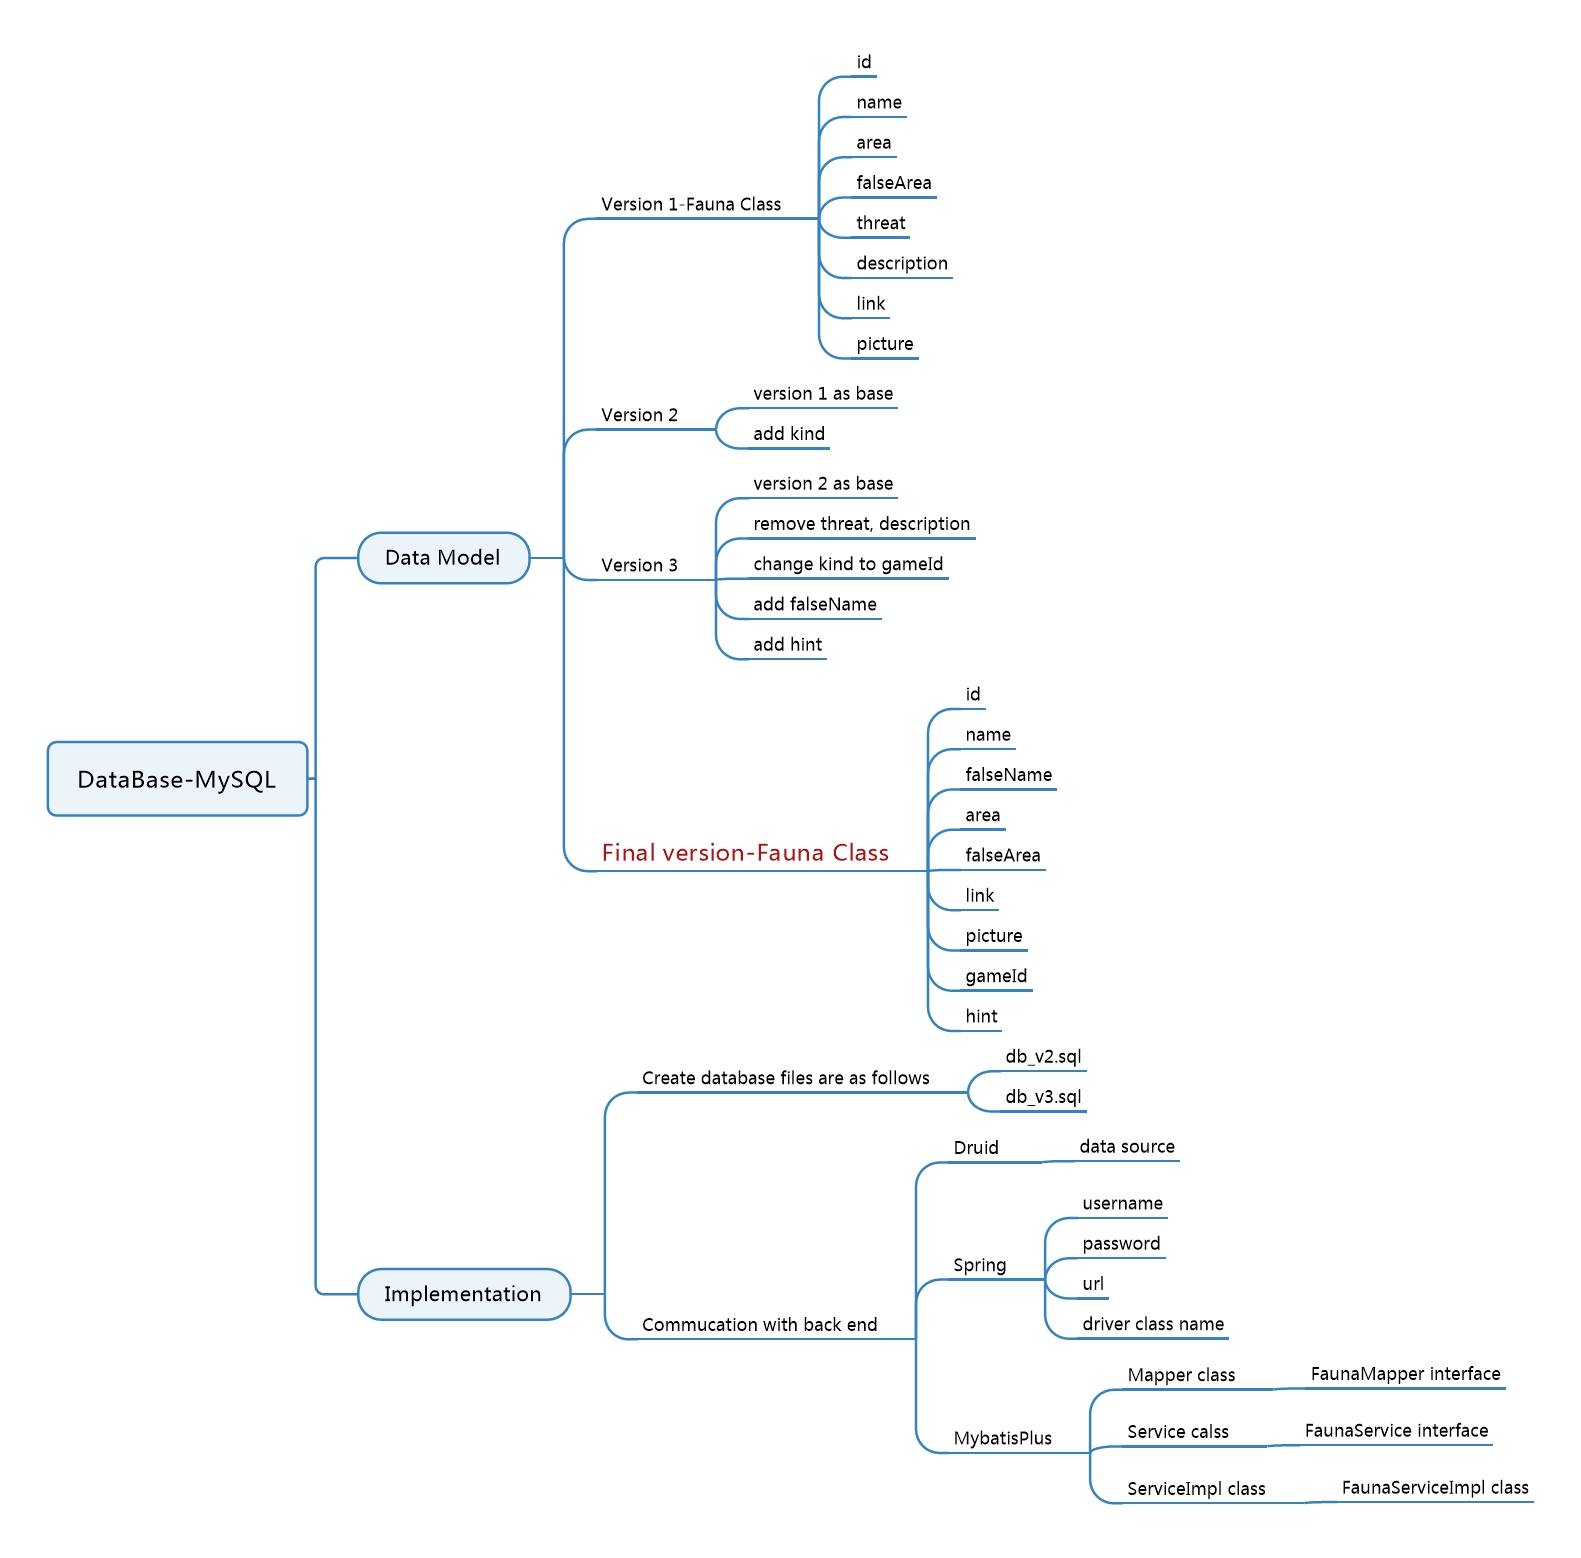 DataBase-MySQL
Data Model
Version 1-Fauna Class
id
name
area
falseArea
threat
description
link
picture
Version 2
version 1 as base
add kind
Version 3
version 2 as base
remove threat, description
change kind to gameId
add falseName
add hint
Final version-Fauna Class
id
name
falseName
area
falseArea
link
picture
gameId
hint
Implementation
Create database files are as follows
db_v2.sql
db_v3.sql
Commucation with back end
Druid
data source
Spring
username
password
url
driver class name
MybatisPlus
Mapper class
FaunaMapper interface
Service calss
FaunaService interface
ServiceImpl class
FaunaServiceImpl class